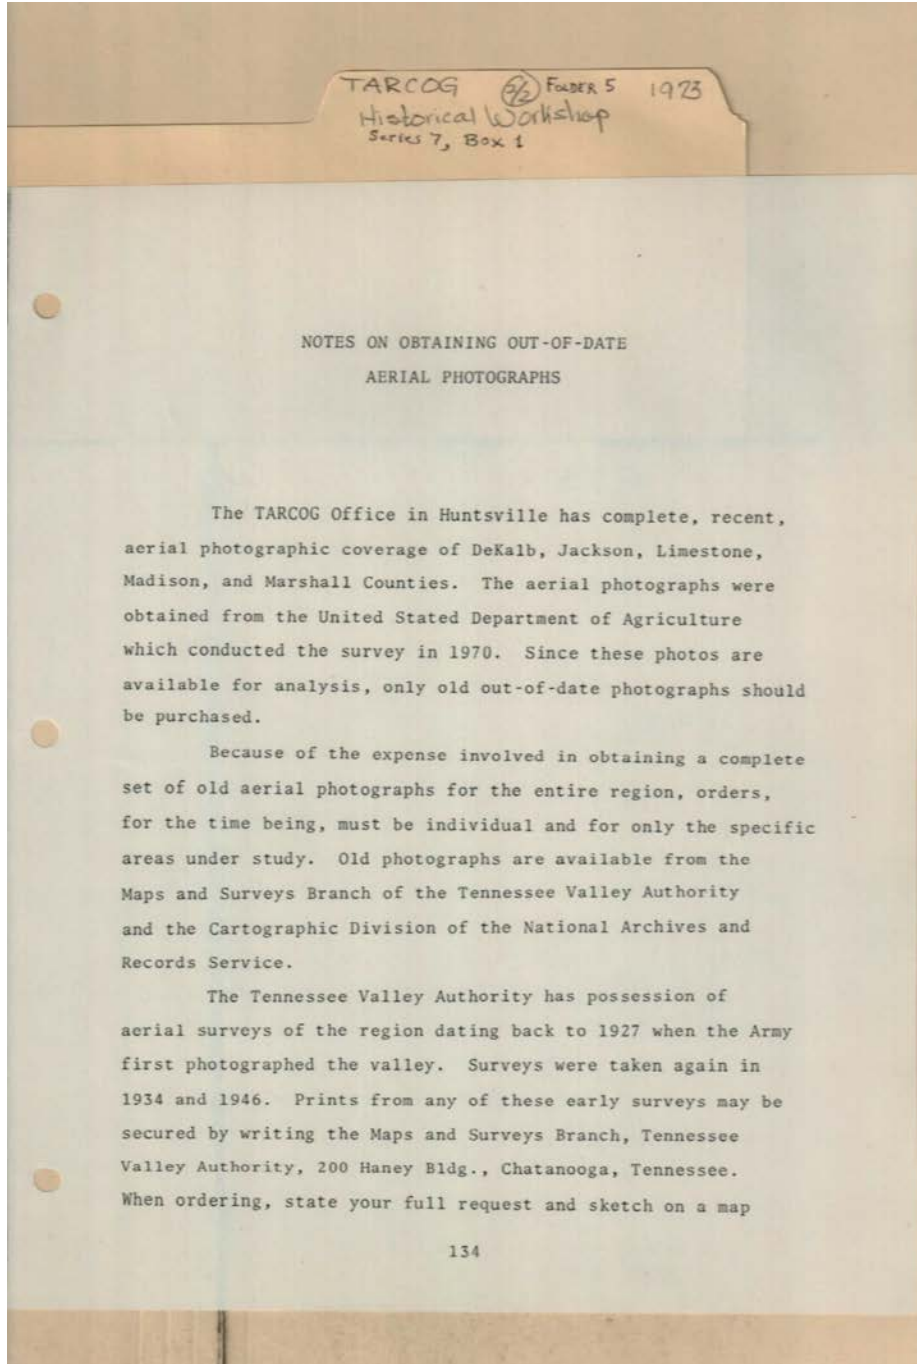 TARCOG 5/2 FOLDER 5 1973
Historical Workshop
Series 7, Box 1
NOTES ON OBTAINING OUT-OF-DATE
AERIAL PHOTOGRAPHS
The TARCOG Office in Huntsville has complete, recent,
aerial photographic coverage of DeKalb, Jackson, Limestone,
Madison, and Marshall Counties. The aerial photographs were
obtained from the United Stated Department of Agriculture
which conducted the survey in 1970. Since these photos are
available for analysis, only old out-of-date photographs should
be purchased.
Because of the expense involved in obtaining a complete
set of old aerial photographs for the entire region, orders,
for the time being, must be individual and for only the specific
areas under study. Old photographs are available from the
Maps and Surveys Branch of the Tennessee Valley Authority
and the Cartographic Division of the National Archives and
Records Service.
The Tennessee Valley Authority has possession of
aerial surveys of the region dating back to 1927 when the Army
first photographed the valley. Surveys were taken again in
1934 and 1946. Prints from any of these early surveys may be
secured by writing the Maps and Surveys Branch, Tennessee
Valley Authority, 200 Haney Bldg., Chatanooga, Tennessee.
When ordering, state your full request and sketch on a map
134